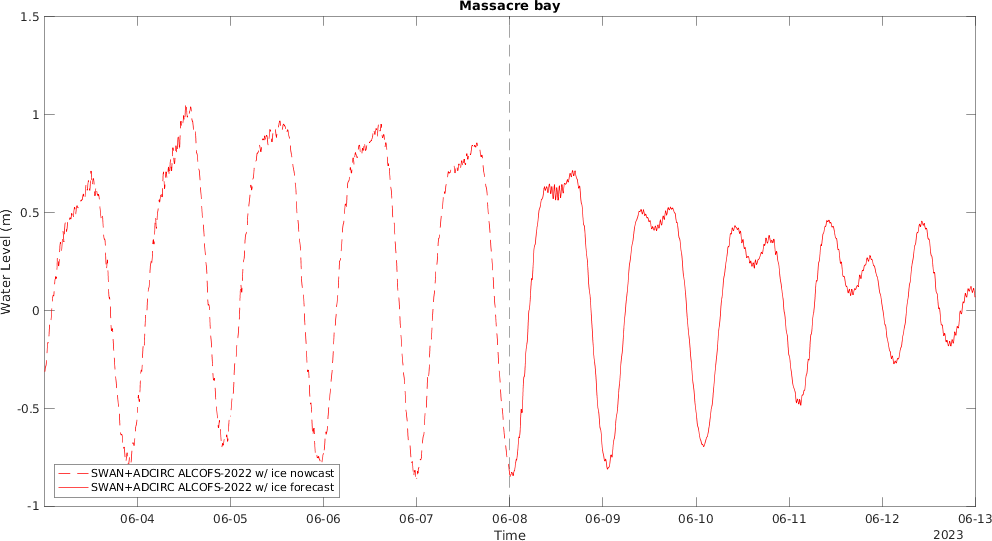 Massacre bay
1.5
1
0.5
0
-0.5
-1
Water Level (m)
SWAN+ADCIRC ALCOFS-2022 w/ ice nowcast
SWAN+ADCIRC ALCOFS-2022 w/ ice forecast
06-04 06-05 06-06 06-07 06-08 06-09 06-10 06-11 06-12 06-13
Time
2023